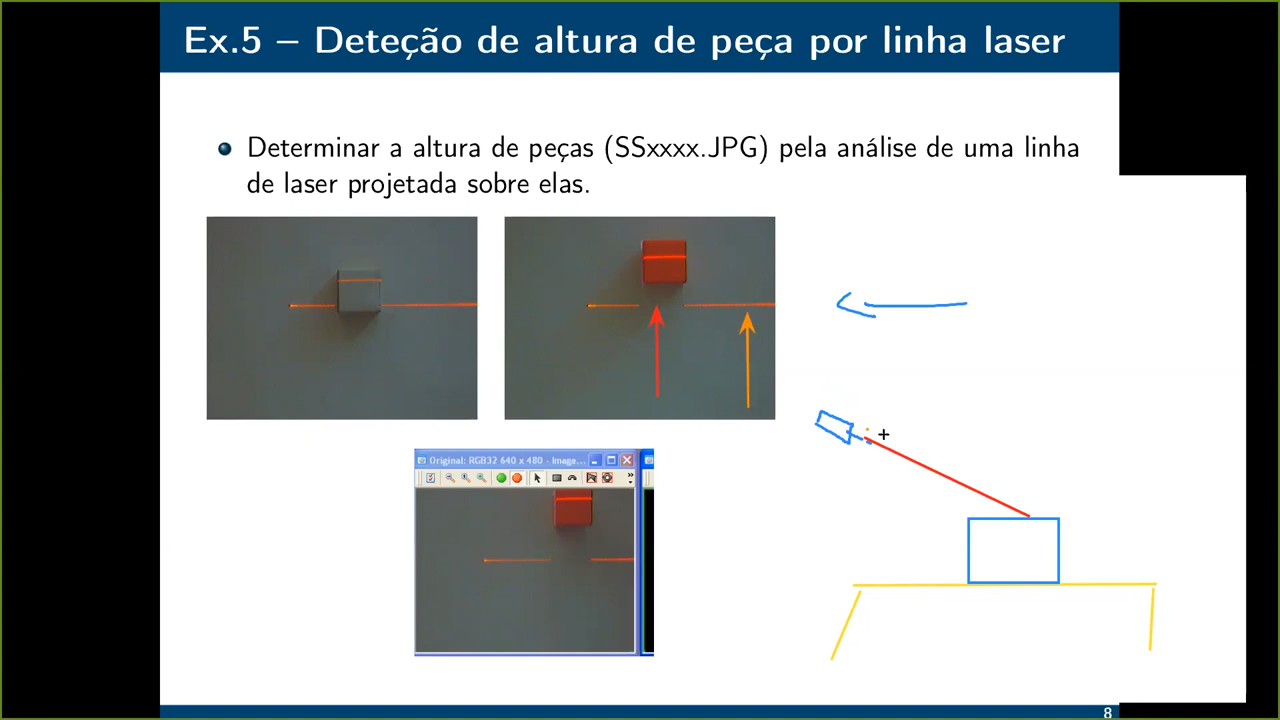 Ex.5 – Deteção de altura de peça por linha laser
Determinar a altura de peças (SSxxxx.JPG) pela análise de uma linha
de laser projetada sobre elas.
Original: RGB32 640 x 480 - Image...
8